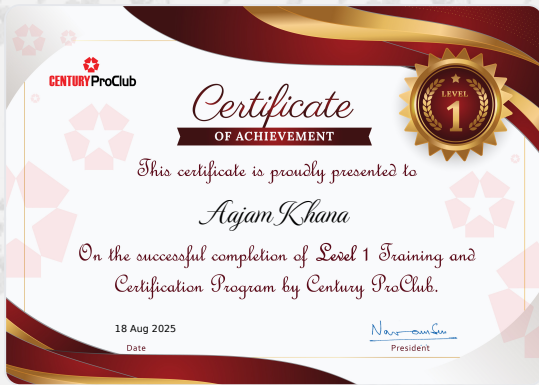 CENTURY ProClub
Certificate
OF ACHIEVEMENT
LEVEL
1
This certificate is proudly presented to
Aajam Khana
On the successful completion of Level 1 Training and
Certification Program by Century ProClub.
18 Aug 2025
Date
President